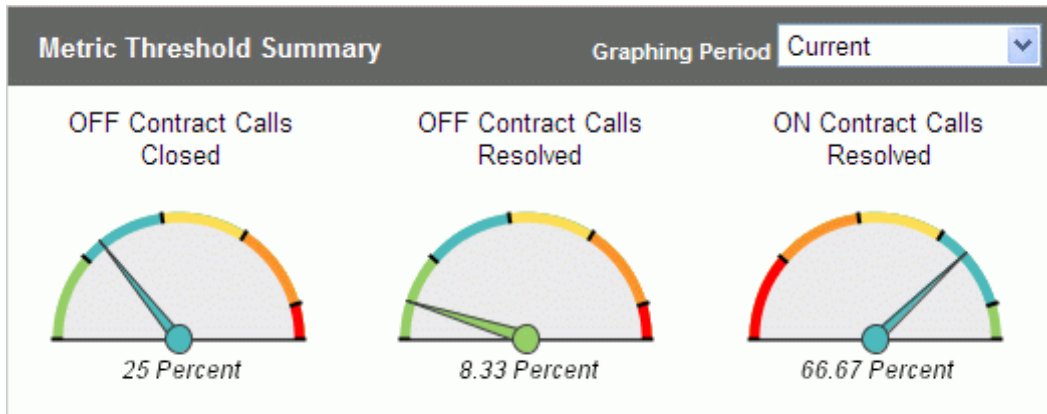 Metric Threshold Summary
Graphing Period Current
OFF Contract Calls
Closed
OFF Contract Calls
Resolved
ON Contract Calls
Resolved
25 Percent
8.33 Percent
66.67 Percent